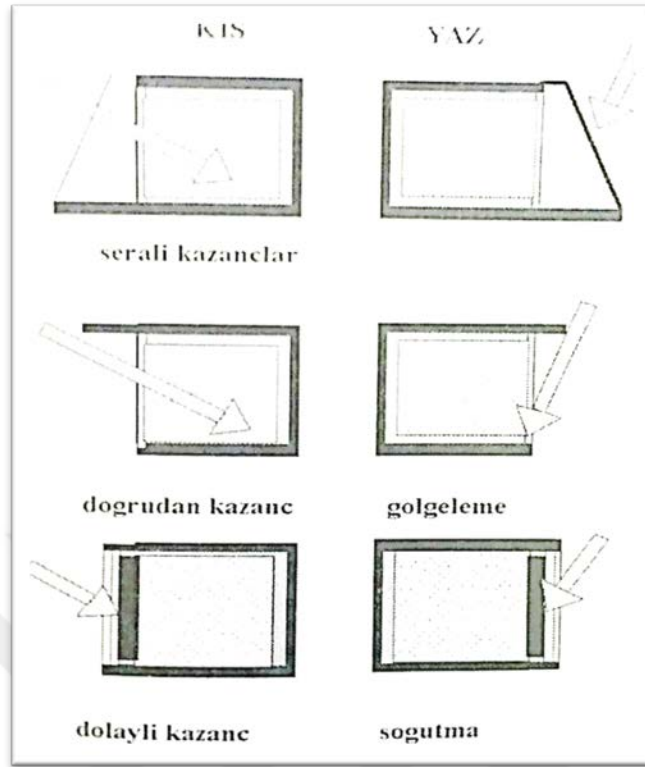 KIS YAZ
serali kazanclar
dogrudan kazanc golgeleme
dolayli kazanc sogutma